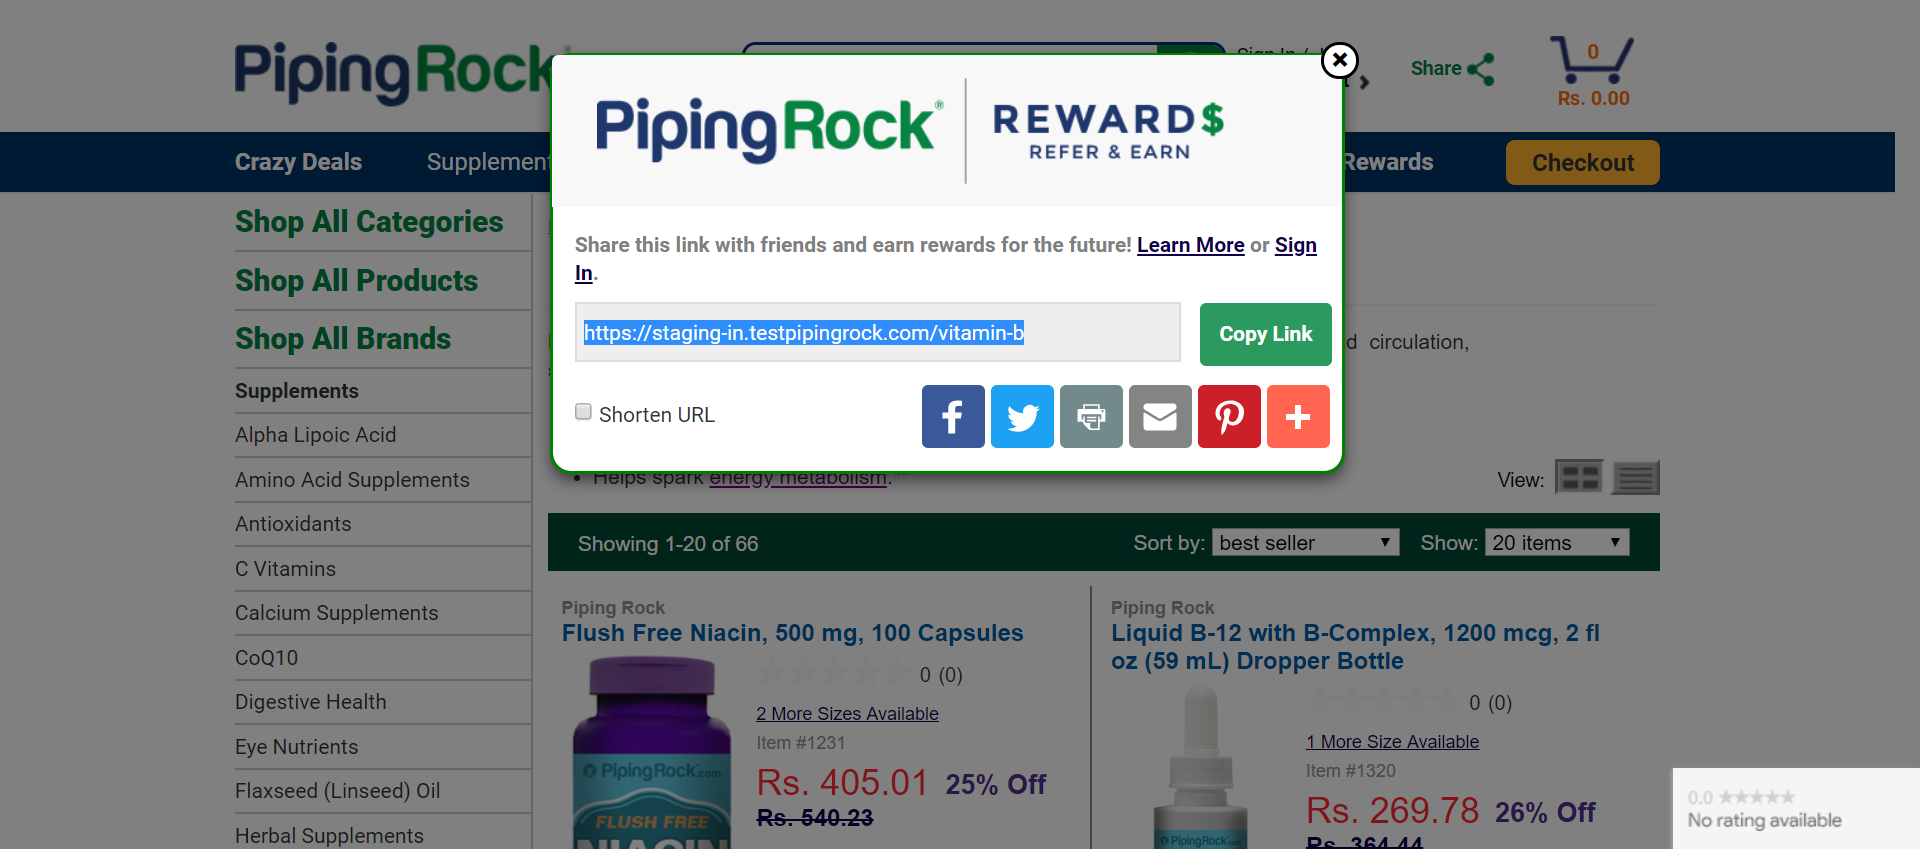 PipingRock
Share
0
Rs. 0.00
Crazy Deals
Rewards
Checkout
PipingRock®
REWARD$
REFER & EARN
Share this link with friends and earn rewards for the future! Learn More or Sign
In.
https://staging-in.testpipingrock.com/vitamin-b
Copy Link
Shorten URL
Shop All Categories
Shop All Products
Shop All Brands
Supplements
Alpha Lipoic Acid
Amino Acid Supplements
Antioxidants
C Vitamins
Calcium Supplements
CoQ10
Digestive Health
Eye Nutrients
Flaxseed (Linseed) Oil
Herbal Supplements
circulation,
Helps spark energy metabolism.
View:
Showing 1-20 of 66
Sort by: best seller
Show: 20 items
Piping Rock
Flush Free Niacin, 500 mg, 100 Capsules
0 (0)
2 More Sizes Available
Item #1231
Rs. 405.01 25% Off
Rs. 540.23
PipingRock.com
FLUSH FREE
NIACIN
Piping Rock
Liquid B-12 with B-Complex, 1200 mcg, 2 fl
oz (59 mL) Dropper Bottle
0 (0)
1 More Size Available
Item #1320
Rs. 269.78 26% Off
Rs. 364.44
PipingRock.com
0.0
No rating available